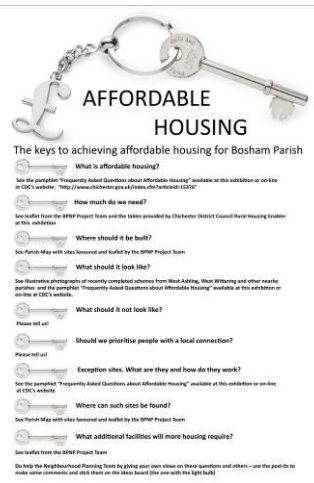 AFFORDABLE
HOUSING
The keys to achieving affordable housing for Bosham Parish
What is affordable housing?
See the pamphlet "Frequently Asked Questions about Affordable Housing" available at this exhibition or on-line
at CDC's website: "http://www.chichester.gov.uk/index.cfm?articleid=15376"
How much do we need?
See leaflet from the BPNP Project Team and the tables provided by Chichester District Council Rural Housing Enabler
at this exhibition
Where should it be built?
See Parish Map with sites favoured and leaflet by the BPNP Project Team
What should it look like?
See illustrative photographs of recently completed schemes from West Ashling, West Wittering and other nearby
parishes and the pamphlet "Frequently Asked Questions about Affordable Housing" available at this exhibition or
on-line at CDC's website.
What should it not look like?
Please tell us!
Should we prioritise people with a local connection?
Please tell us!
Exception sites. What are they and how do they work?
See the pamphlet "Frequently Asked Questions about Affordable Housing" available at this exhibition or on-line
at CDC's website
Where can such sites be found?
See Parish Map with sites favoured and leaflet by the BPNP Project Team
What additional facilities will more housing require?
See leaflet from the BPNP Project Team
Do help the Neighbourhood Planning Team by giving your own views on these questions and others – use the post-its to
make some comments and stick them on the ideas board (the one with the light bulb)